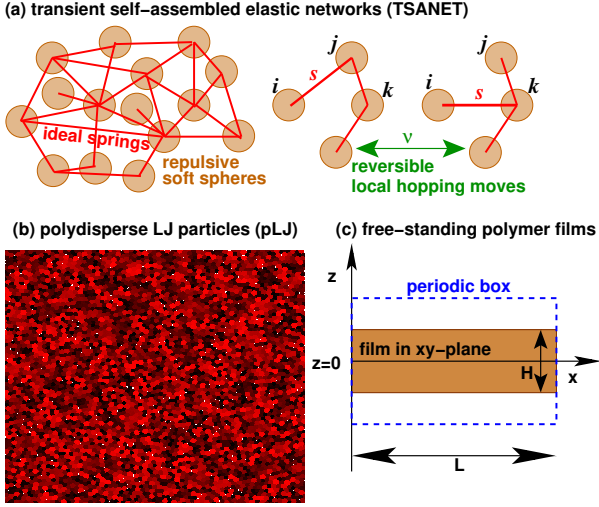 (a) transient self−assembled elastic networks (TSANET)
ideal springs
repulsive
soft spheres
i
j
s
k
i
j
s
k
ν
reversible
local hopping moves
(b) polydisperse LJ particles (pLJ)
(c) free−standing polymer films
z
periodic box
film in xy−plane
z=0
H
x
L